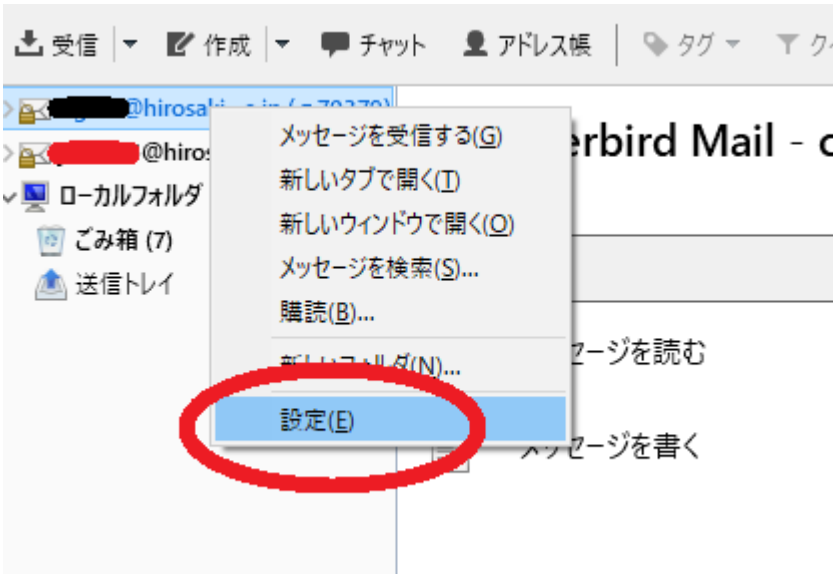 受信 作成 チャット アドレス帳 タグ
@hirosaki
@hiros
ローカルフォルダ
ごみ箱 (7)
送信トレイ
メッセージを受信する(G)
新しいタブで開く(T)
新しいウィンドウで開く(O)
メッセージを検索(S)...
購読(B)...
新しいフォルダ(N)...
設定(E)
erbird Mail -
セージを読む
メッセージを書く